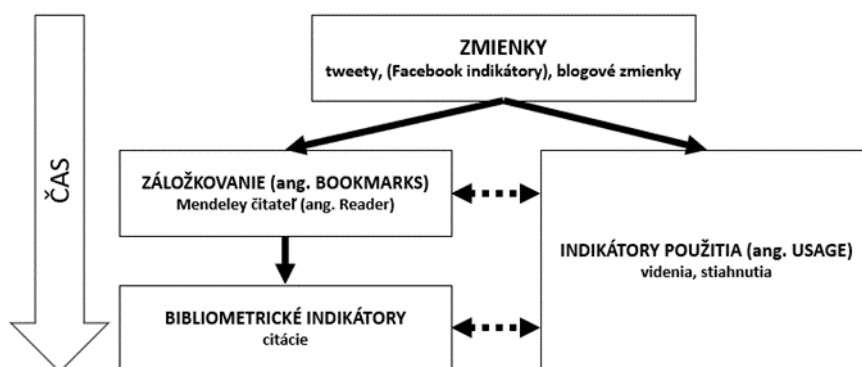 ČAS
ZMIENKY
tweety, (Facebook indikátory), blogové zmienky
ZÁLOŽKOVANIE (ang. BOOKMARKS)
Mendeley čitateľ (ang. Reader)
INDIKÁTORY POUŽITIA (ang. USAGE)
videnia, stiahnutia
BIBLIOMETRICKÉ INDIKÁTORY
citácie